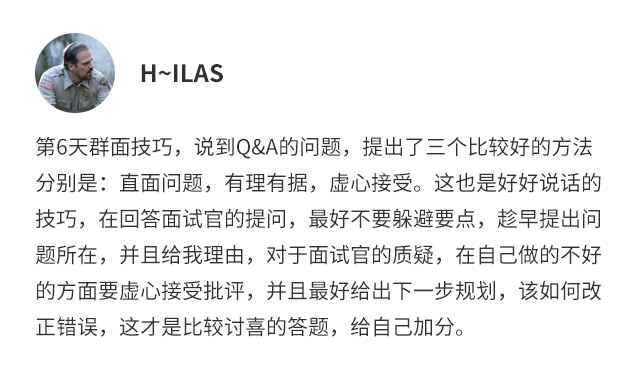 H~ILAS
第6天群面技巧，说到Q&A的问题，提出了三个比较好的方法
分别是：直面问题，有理有据，虚心接受。这也是好好说话的
技巧，在回答面试官的提问，最好不要躲避要点，趁早提出问
题所在，并且给我理由，对于面试官的质疑，在自己做的不好
的方面要虚心接受批评，并且最好给出下一步规划，该如何改
正错误，这才是比较讨喜的答题，给自己加分。